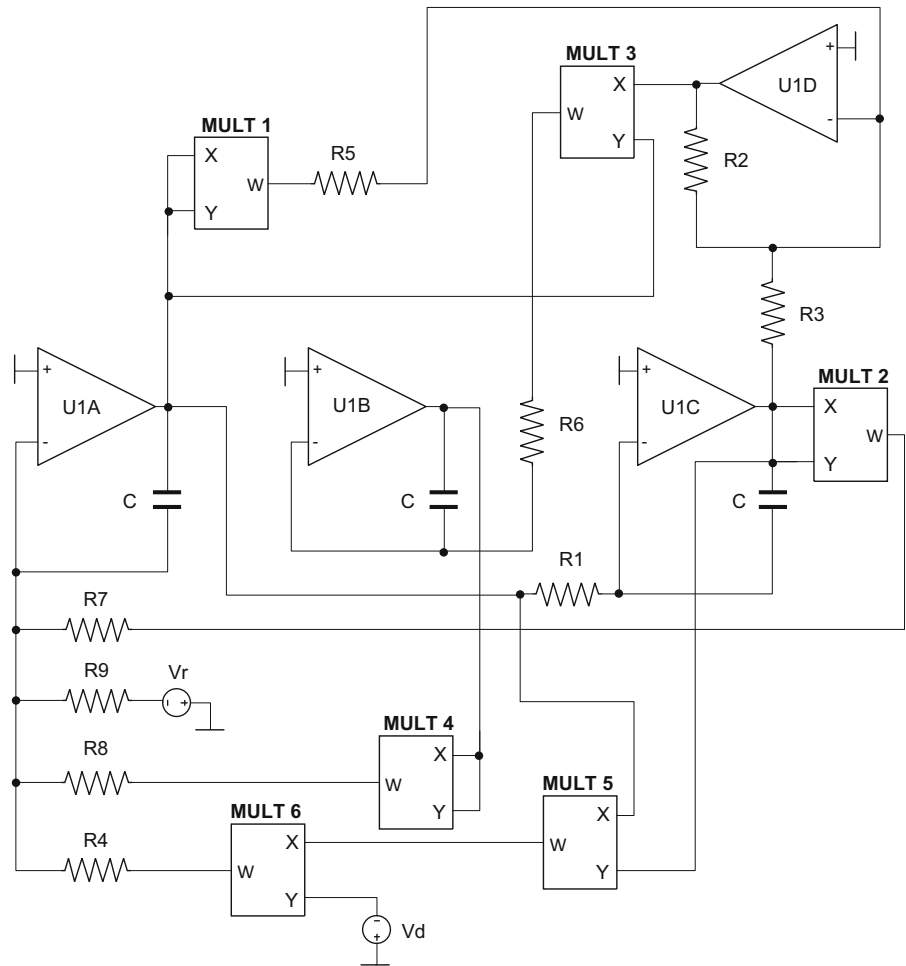 MULT 3
X
+
U1D
W
-
MULT 1
Y
R2
R5
X
W
Y
R3
+
+
+
MULT 2
U1A
U1B
U1C
X
R6
W
-
-
-
Y
C
C
C
R1
R7
Vr
R9
- +
MULT 4
R8
X
W
MULT 5
Y
MULT 6
X
R4
X
W
W
Y
Y
-
+
Vd